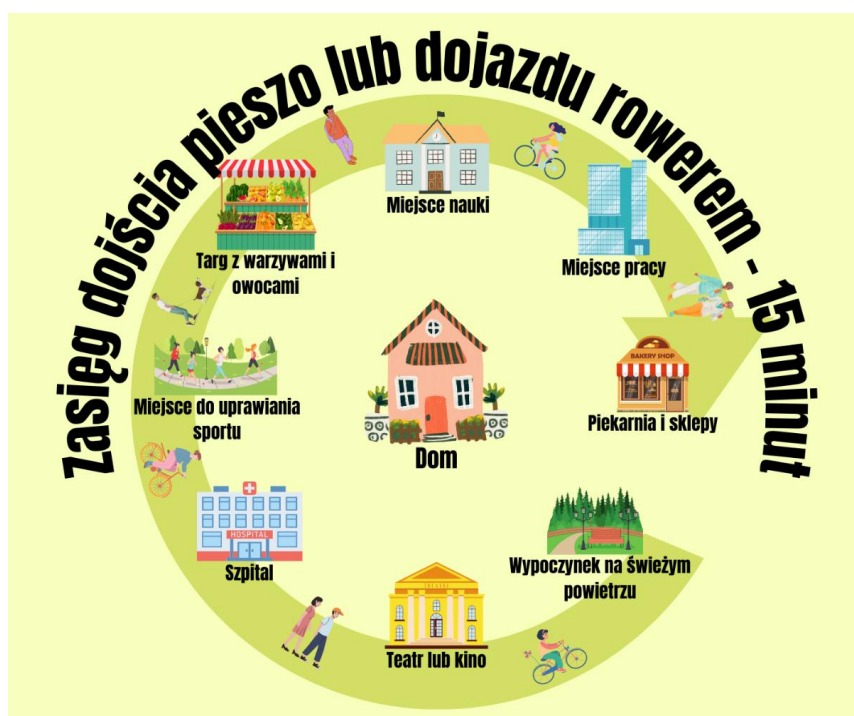 Zasięg dojścia pieszo lub dojazdu rowerem - 15 minut
Miejsce nauki
Targ z warzywami i
owocami
Miejsce pracy
BAKERY SHOP
Piekarnia i sklepy
Miejsce do uprawiania
sportu
Dom
HOSPITAL
Szpital
Wypoczynek na świeżym
powietrzu
THEATRE
Teatr lub kino